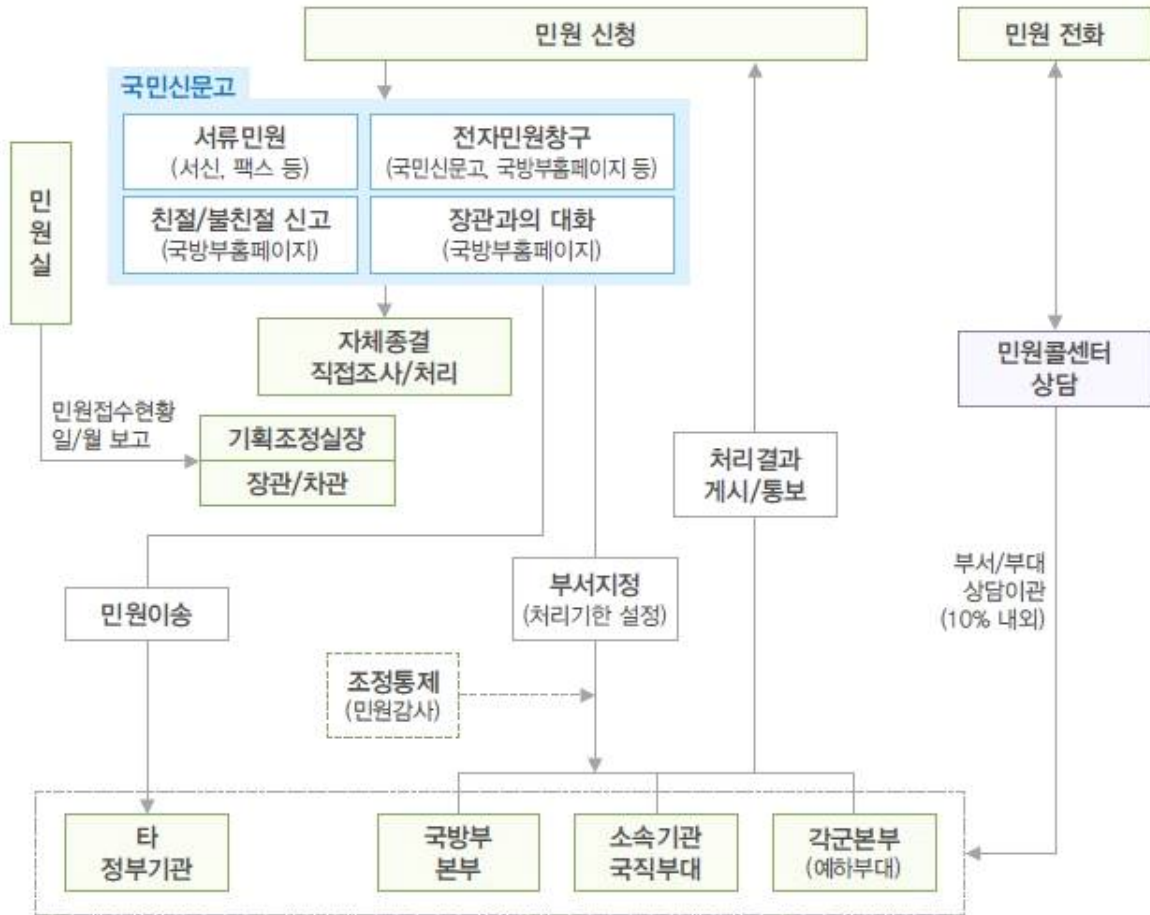 민원 신청
민원 전화
국민신문고
서류민원
(서신, 팩스 등)
전자민원창구
(국민신문고, 국방부홈페이지 등)
친절/불친절 신고
(국방부홈페이지)
장관과의 대화
(국방부홈페이지)
민
원
실
자체종결
직접조사/처리
민원콜센터
상담
민원접수현황
일/월 보고
기획조정실장
장관/차관
처리결과
게시/통보
민원이송
부서지정
(처리기한 설정)
부서/부대
상담이관
(10% 내외)
조정통제
(민원감사)
타
정부기관
국방부
본부
소속기관
국직부대
각군본부
(예하부대)